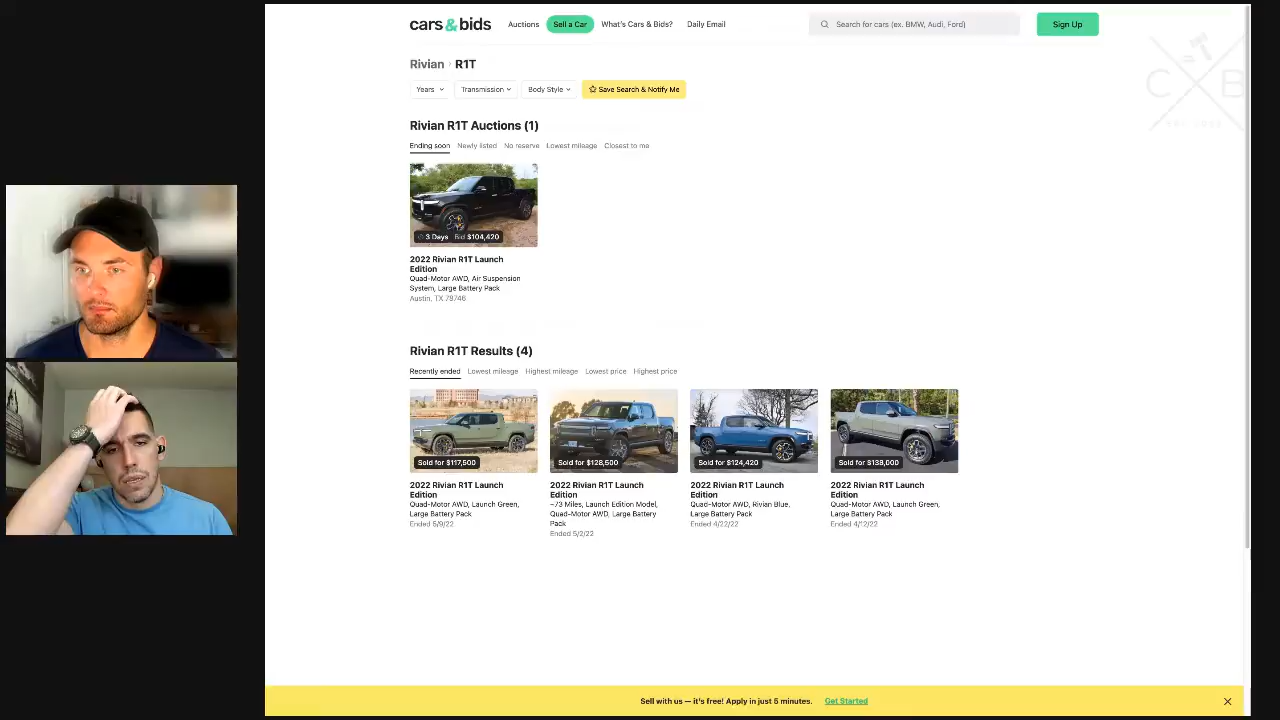 cars&bids
Auctions
Sell a Car
What's Cars & Bids?
Daily Email
Search for cars (ex. BMW, Audi, Ford)
Sign Up
Rivian › R1T
Years
Transmission
Body Style
Save Search & Notify Me
C B
Rivian R1T Auctions (1)
Ending soon
Newly listed
No reserve
Lowest mileage
Closest to me
3 Days Bid $104,420
2022 Rivian R1T Launch
Edition
Quad-Motor AWD, Air Suspension
System, Large Battery Pack
Austin, TX 78746
Rivian R1T Results (4)
Recently ended
Lowest mileage
Highest mileage
Lowest price
Highest price
Sold for $117,500
2022 Rivian R1T Launch
Edition
Quad-Motor AWD, Launch Green,
Large Battery Pack
Ended 5/9/22
Sold for $128,500
2022 Rivian R1T Launch
Edition
~73 Miles, Launch Edition Model,
Quad-Motor AWD, Large Battery
Pack
Ended 5/2/22
Sold for $124,420
2022 Rivian R1T Launch
Edition
Quad-Motor AWD, Rivian Blue,
Large Battery Pack
Ended 4/22/22
Sold for $138,000
2022 Rivian R1T Launch
Edition
Quad-Motor AWD, Launch Green,
Large Battery Pack
Ended 4/12/22
Sell with us — it's free! Apply in just 5 minutes.
Get Started